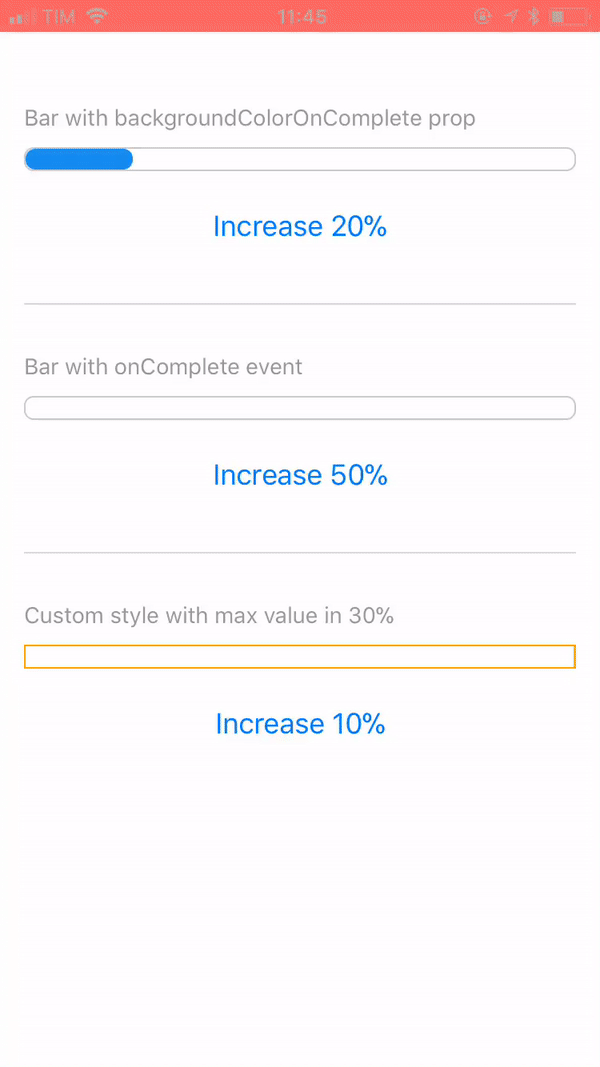 TIM 11:45
Bar with backgroundColorOnComplete prop
Increase 20%
Bar with onComplete event
Increase 50%
Custom style with max value in 30%
Increase 10%